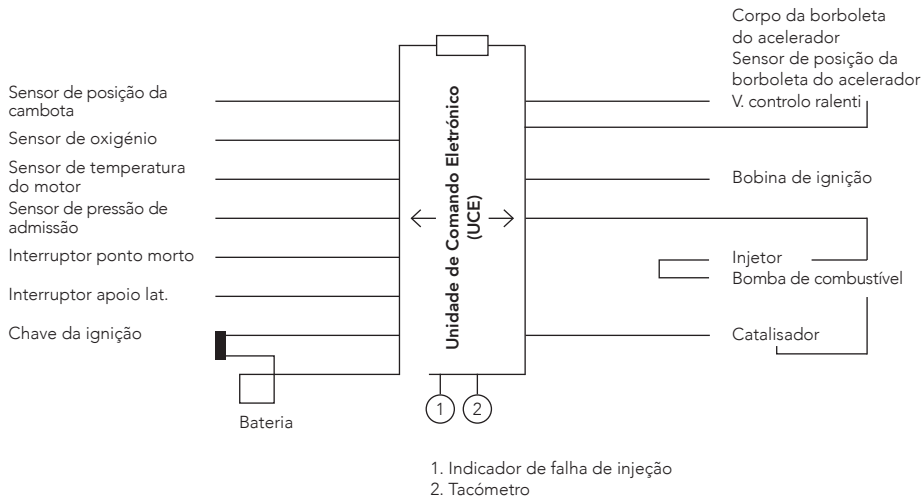 Corpo da borboleta
do acelerador
Sensor de posição da
borboleta do acelerador
V. controlo ralenti
Sensor de posição da
cambota
Sensor de oxigénio
Sensor de temperatura
do motor
Sensor de pressão de
admissão
Interruptor ponto morto
Interruptor apoio lat.
Chave da ignição
Bateria
Unidade de Comando Eletrónico
(UCE)
Bobina de ignição
Injetor
Bomba de combustível
Catalisador
1
2
1. Indicador de falha de injeção
2. Tacómetro